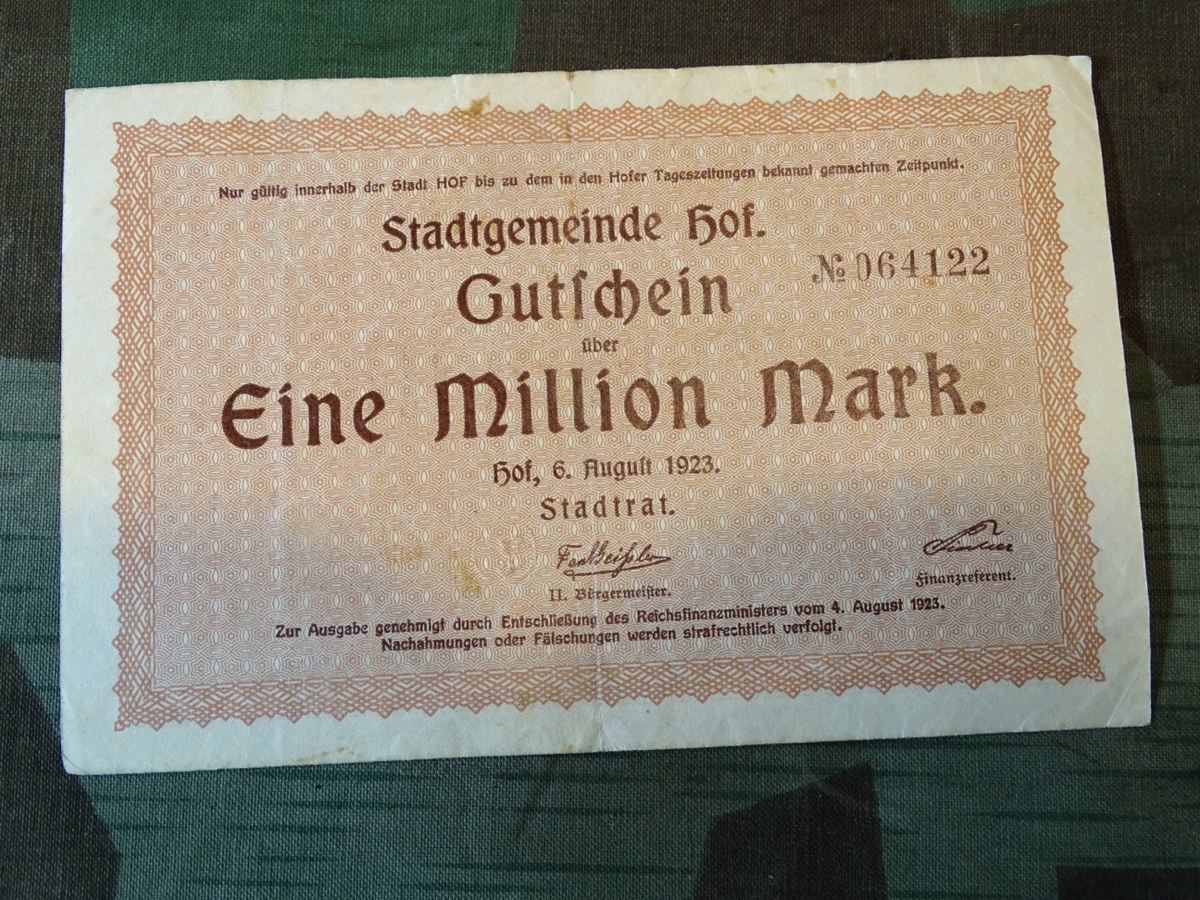 Nur gültig innerhalb der Stadt HOF bis zu dem in den Hofer Tageszeitungen bekannt gemachten Zeitpunkt.
Stadtgemeinde Hof.
№ 064122
Gutſchein
über
Eine Million Mark.
Hof, 6. Auguſt 1923.
Stadtrat.
II. Bürgermeiſter.
Finanzreferent.
Zur Ausgabe genehmigt durch Entschließung des Reichsfinanzministers vom 4. August 1923.
Nachahmungen oder Fälschungen werden strafrechtlich verfolgt.